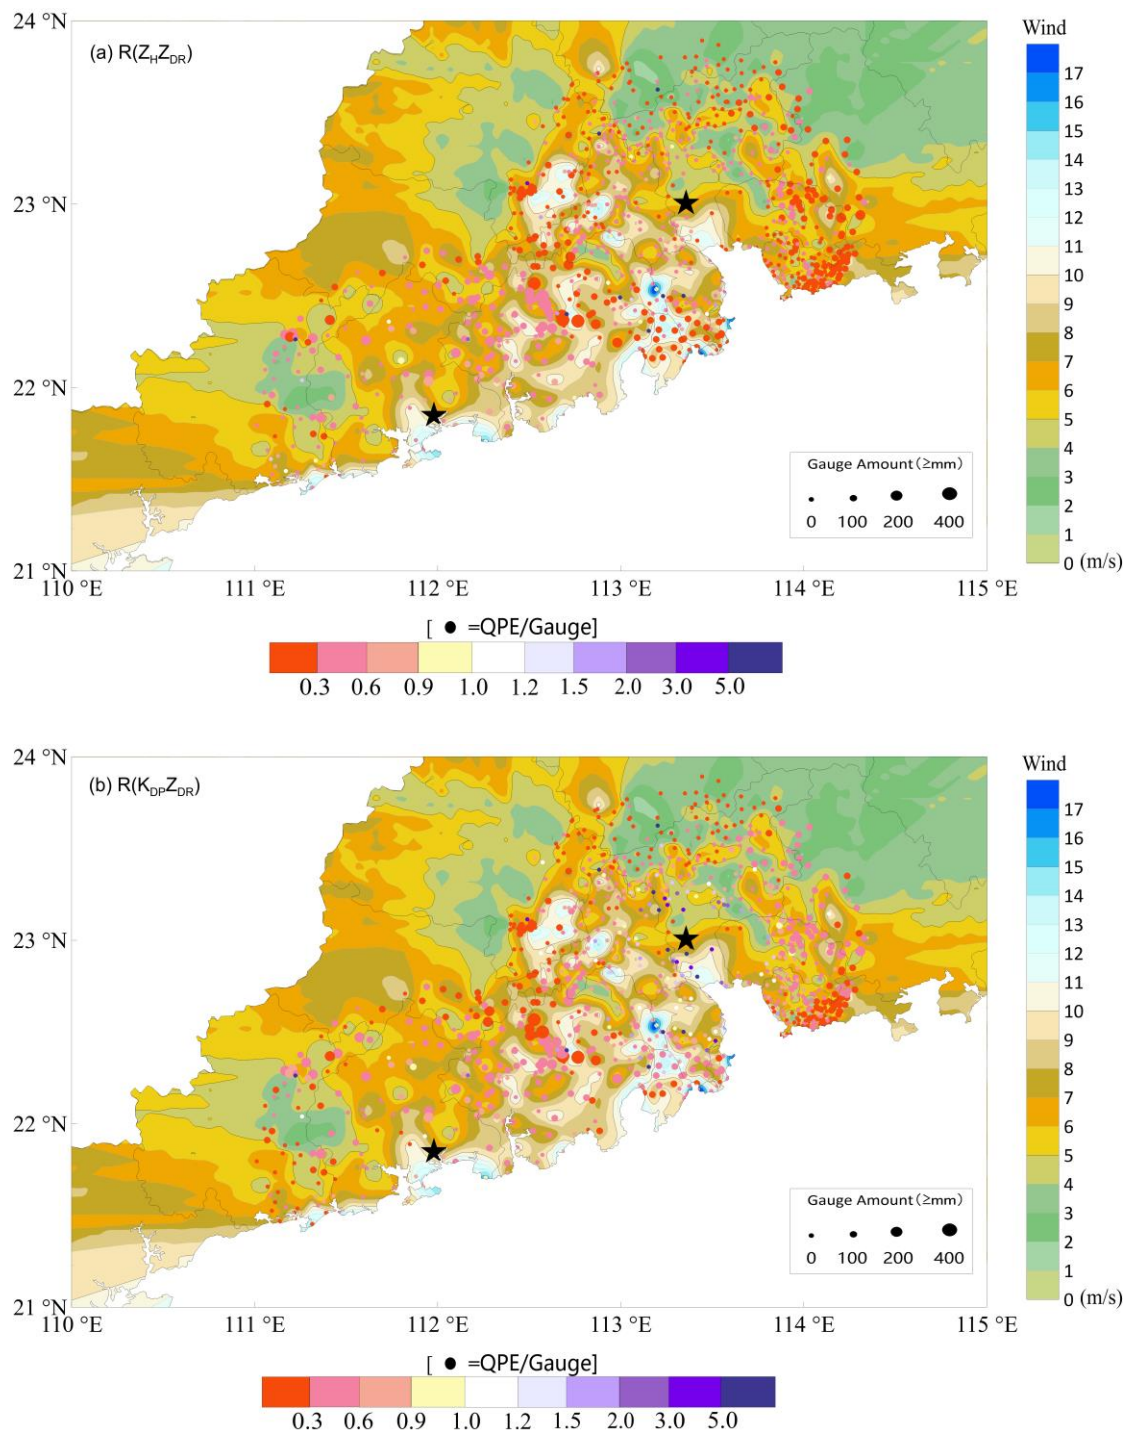 24 °N
(a) R(Z_H Z_DR)
Wind
17
16
15
14
23 °N
13
12
11
10
9
8
7
22 °N
6
5
Gauge Amount (≥mm)
4
3
2
0 100 200 400
1
21 °N
0 (m/s)
110 °E 111 °E 112 °E 113 °E 114 °E 115 °E
[ ● =QPE/Gauge]
0.3 0.6 0.9 1.0 1.2 1.5 2.0 3.0 5.0
24 °N
(b) R(K_DP Z_DR)
Wind
17
16
15
14
23 °N
13
12
11
10
9
8
7
22 °N
6
5
Gauge Amount (≥mm)
4
3
2
0 100 200 400
1
21 °N
0 (m/s)
110 °E 111 °E 112 °E 113 °E 114 °E 115 °E
[ ● =QPE/Gauge]
0.3 0.6 0.9 1.0 1.2 1.5 2.0 3.0 5.0